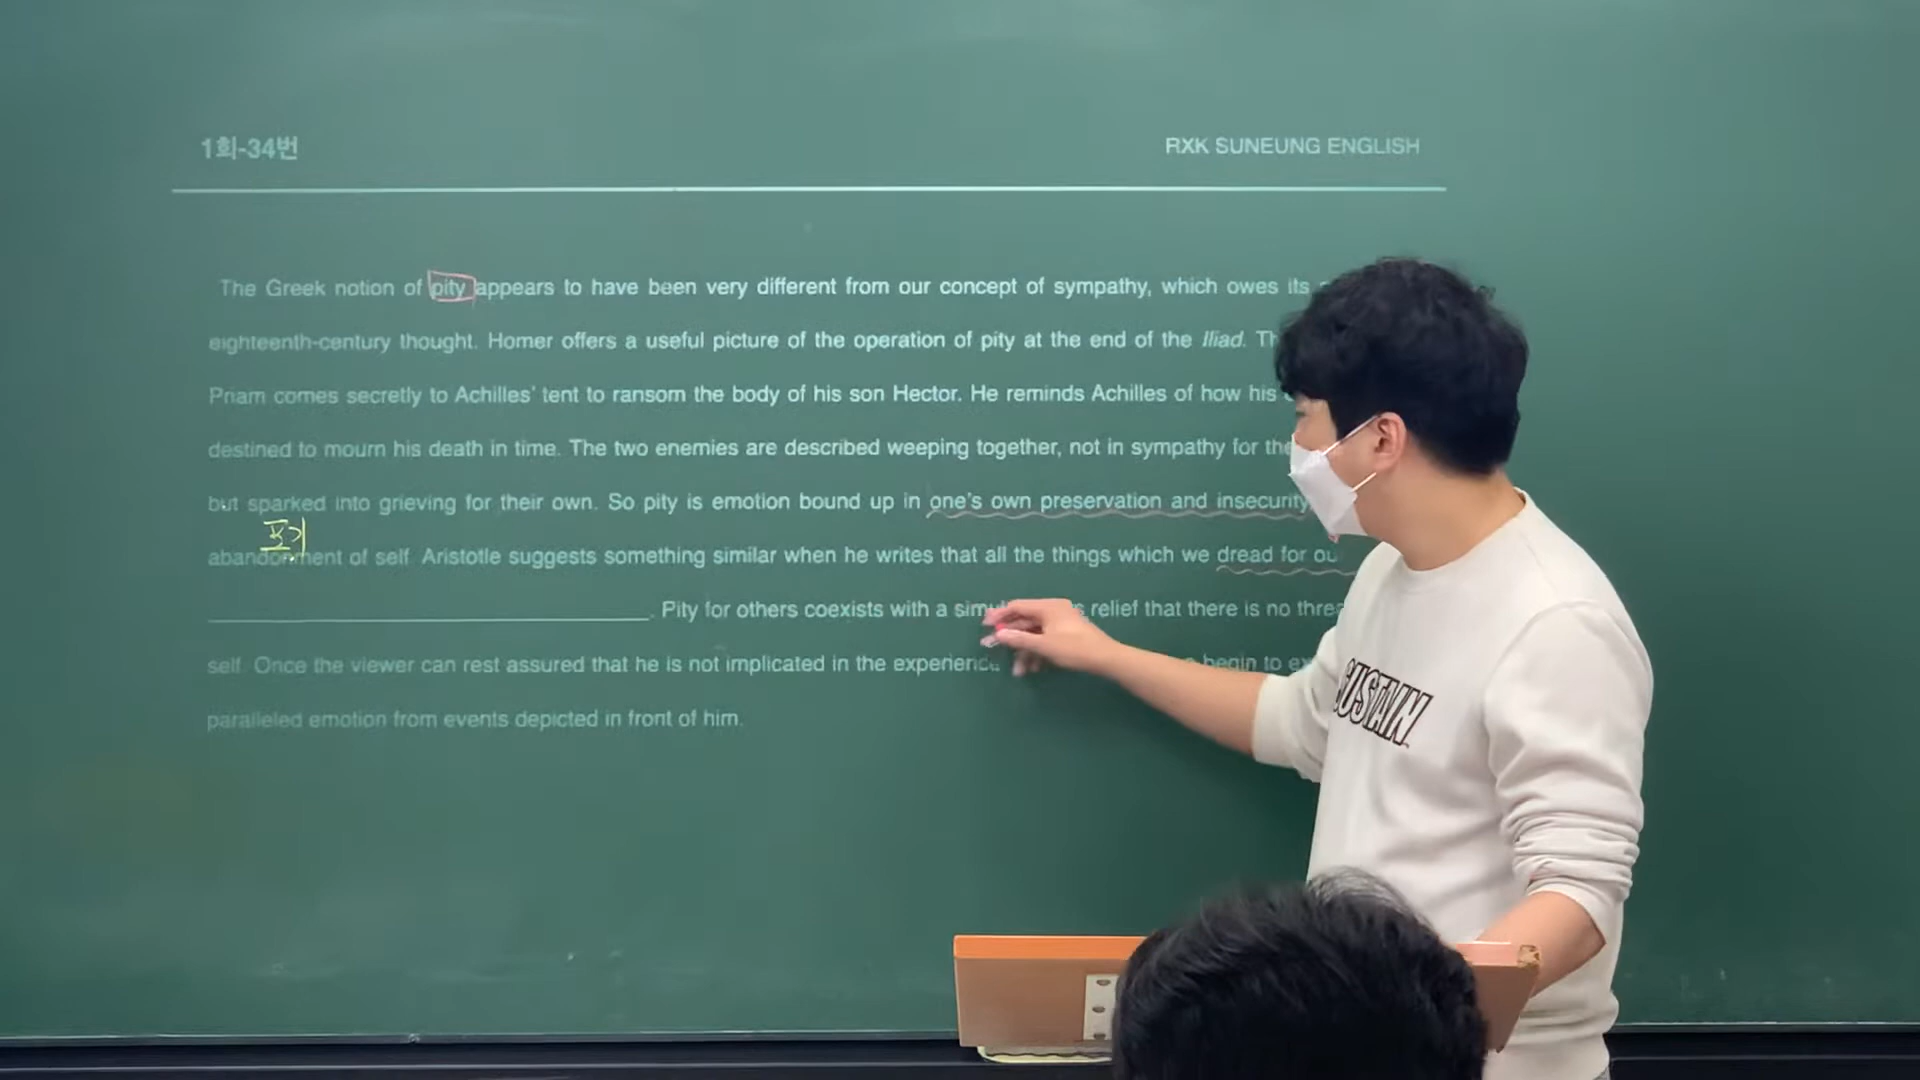 1회-34번
RXK SUNEUNG ENGLISH
The Greek notion of pity appears to have been very different from our concept of sympathy, which owes its
eighteenth-century thought. Homer offers a useful picture of the operation of pity at the end of the Iliad.
Priam comes secretly to Achilles' tent to ransom the body of his son Hector. He reminds Achilles of how his
destined to mourn his death in time. The two enemies are described weeping together, not in sympathy for
but sparked into grieving for their own. So pity is emotion bound up in one's own preservation and insecurity
포기
abandonment of self. Aristotle suggests something similar when he writes that all the things which we dread for
. Pity for others coexists with a relief that there is no
self. Once the viewer can rest assured that he is not implicated in the begin to
paralleled emotion from events depicted in front of him.
SUSTAIN